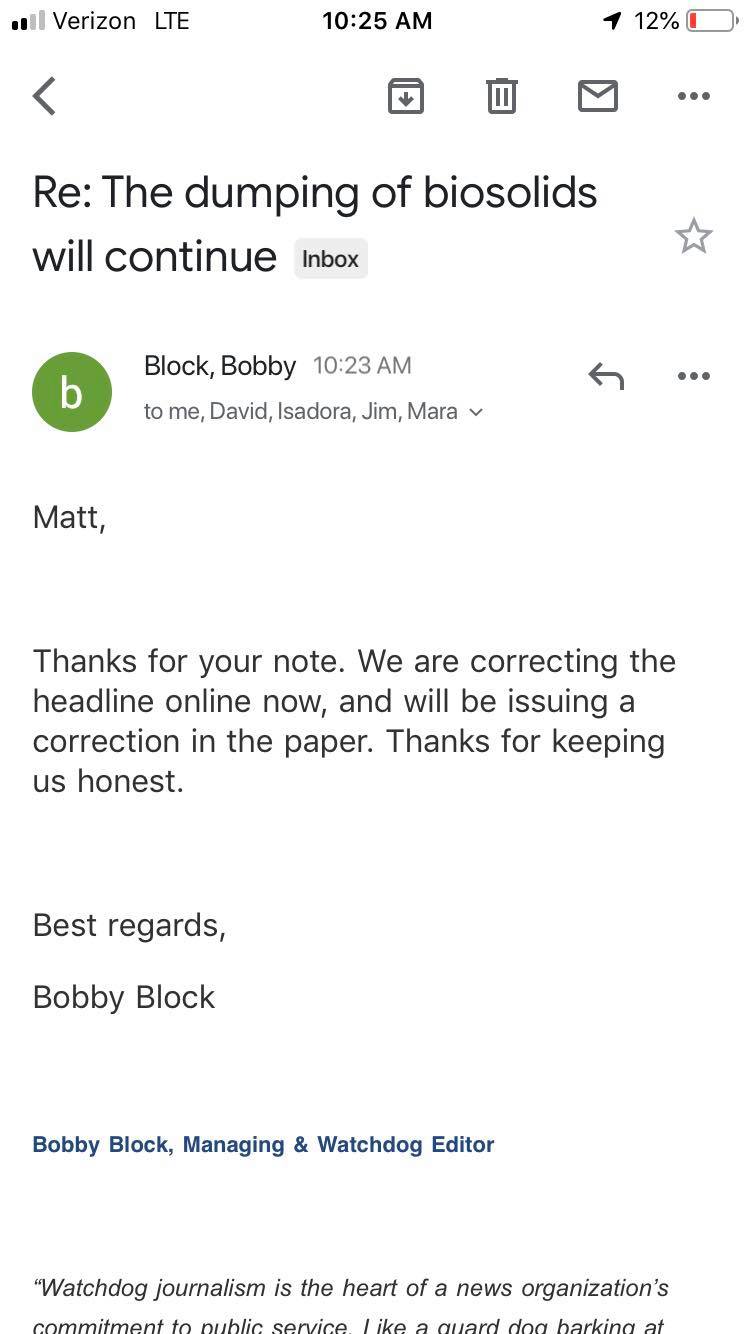 Verizon LTE 10:25 AM 12%
Re: The dumping of biosolids
will continue Inbox
b
Block, Bobby 10:23 AM
to me, David, Isadora, Jim, Mara
Matt,
Thanks for your note. We are correcting the
headline online now, and will be issuing a
correction in the paper. Thanks for keeping
us honest.
Best regards,
Bobby Block
Bobby Block, Managing & Watchdog Editor
“Watchdog journalism is the heart of a news organization’s
commitment to public service. Like a guard dog barking at